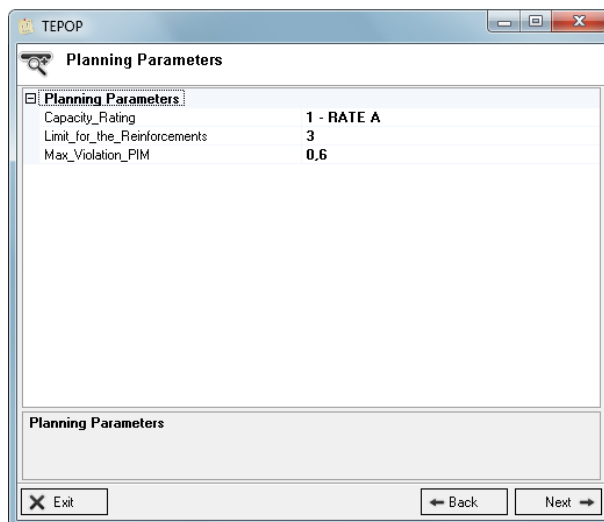 TEPOP
Planning Parameters
Planning Parameters
Capacity_Rating 1 - RATE A
Limit_for_the_Reinforcements 3
Max_Violation_PIM 0,6
Planning Parameters
Exit Back Next